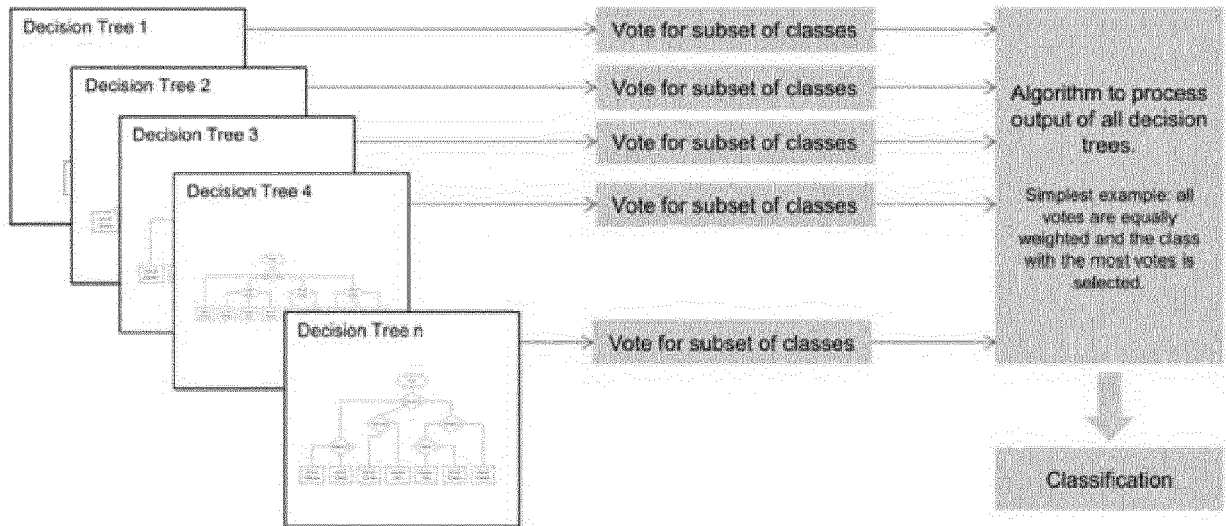 Decision Tree 1
Vote for subset of classes
Decision Tree 2
Vote for subset of classes
Decision Tree 3
Vote for subset of classes
Decision Tree 4
Vote for subset of classes
Decision Tree n
Vote for subset of classes
Algorithm to process
output of all decision
trees.
Simplest example: all
votes are equally
weighted and the class
with the most votes is
selected.
Classification